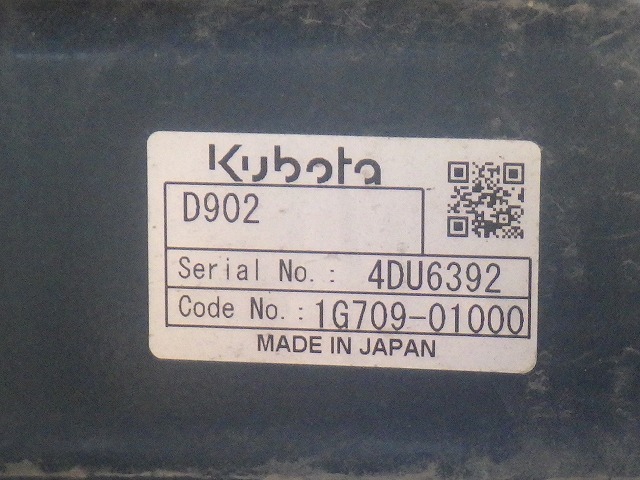 Kubota
D902
Serial No.: 4DU6392
Code No.: 1G709-01000
MADE IN JAPAN